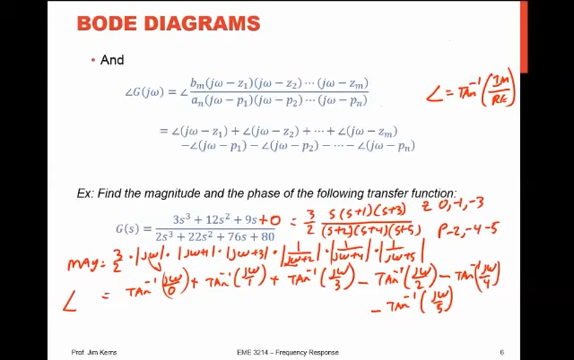 BODE DIAGRAMS
• And
∠G(jω) = ∠ bₘ(jω − z₁)(jω − z₂) ⋯ (jω − zₘ) / aₙ(jω − p₁)(jω − p₂) ⋯ (jω − pₙ)
∠ = TAN⁻¹ (IM/RE)
= ∠(jω − z₁) + ∠(jω − z₂) + ⋯ + ∠(jω − zₘ)
−∠(jω − p₁) − ∠(jω − p₂) − ⋯ − ∠(jω − pₙ)
Ex: Find the magnitude and the phase of the following transfer function:
G(s) = 3s³ + 12s² + 9s + 0 / 2s³ + 22s² + 76s + 80 = 3/2 s(s+1)(s+3) / (s+2)(s+4)(s+5)
z 0, -1, -3
P -2, -4 -5
MAG = 3/2 · |jω| · |jω+1| · |jω+3| · |1/jω+2| · |1/jω+4| · |1/jω+5|
∠ = TAN⁻¹(jω/0) + TAN⁻¹(jω/1) + TAN⁻¹(jω/3) − TAN⁻¹(jω/2) − TAN⁻¹(jω/4)
− TAN⁻¹(jω/5)
Prof. Jim Kerns
EME 3214 – Frequency Response
6